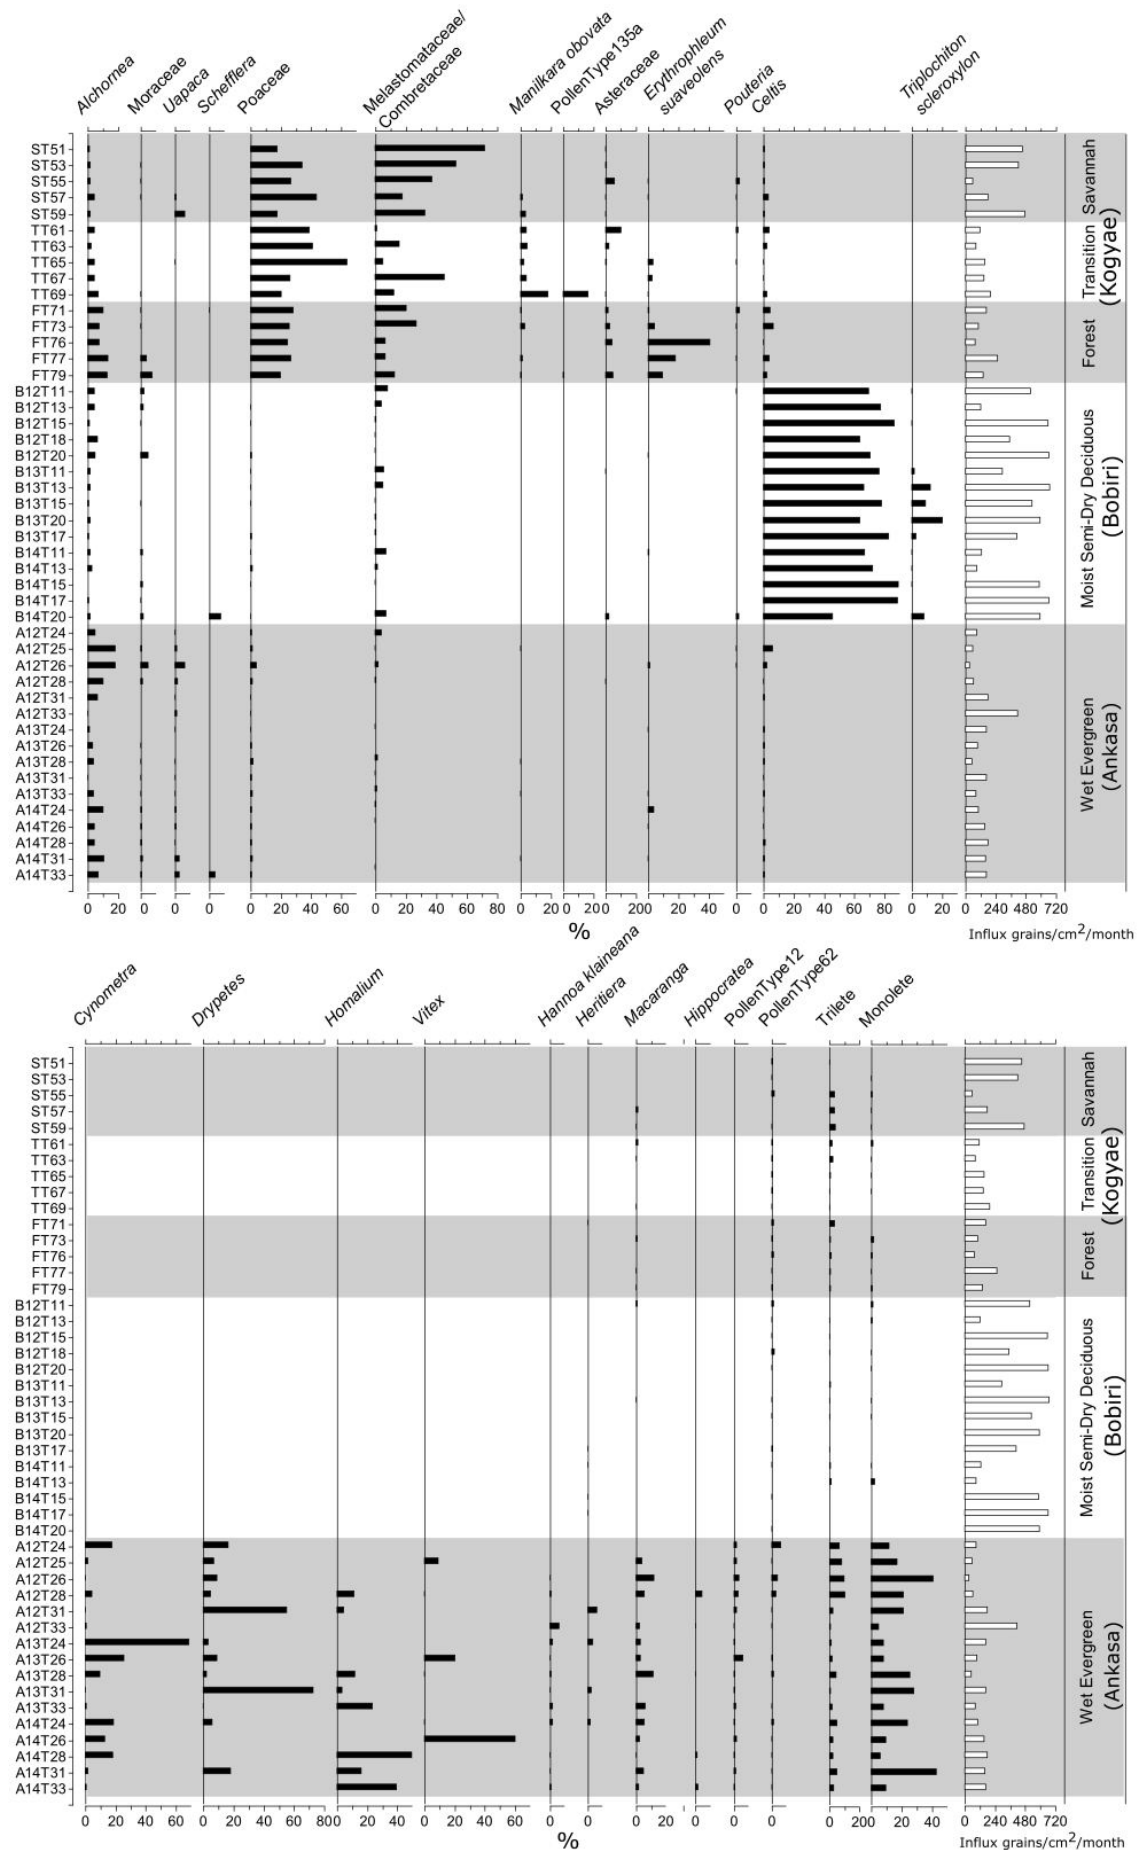 Alchornea
Moraceae
Uapaca
Schefflera
Poaceae
Melastomataceae/
Combretaceae
Manilkara obovata
PollenType135a
Asteraceae
Erythrophleum
suaveolens
Pouteria
Celtis
Triplochiton
scleroxylon
ST51
ST53
ST55
ST57
ST59
TT61
TT63
TT65
TT67
TT69
FT71
FT73
FT76
FT77
FT79
B12T11
B12T13
B12T15
B12T18
B12T20
B13T11
B13T13
B13T15
B13T20
B13T17
B14T11
B14T13
B14T15
B14T17
B14T20
A12T24
A12T25
A12T26
A12T28
A12T31
A12T33
A13T24
A13T26
A13T28
A13T31
A13T33
A14T24
A14T26
A14T28
A14T31
A14T33
Savannah
Transition
Forest
(Kogyae)
Moist Semi-Dry Deciduous
(Bobiri)
Wet Evergreen
(Ankasa)
0 20 0 0 0 0 20 40 60 0 20 40 60 80 0 20 0 20 0 0 20 40 0 0 20 40 60 80 0 20 0 240 480 720
%
Influx grains/cm2/month
Cynometra
Drypetes
Homalium
Vitex
Hannoa klaineana
Heritiera
Macaranga
Hippocratea
PollenType12
PollenType62
Trilete
Monolete
ST51
ST53
ST55
ST57
ST59
TT61
TT63
TT65
TT67
TT69
FT71
FT73
FT76
FT77
FT79
B12T11
B12T13
B12T15
B12T18
B12T20
B13T11
B13T13
B13T15
B13T20
B13T17
B14T11
B14T13
B14T15
B14T17
B14T20
A12T24
A12T25
A12T26
A12T28
A12T31
A12T33
A13T24
A13T26
A13T28
A13T31
A13T33
A14T24
A14T26
A14T28
A14T31
A14T33
Savannah
Transition
Forest
(Kogyae)
Moist Semi-Dry Deciduous
(Bobiri)
Wet Evergreen
(Ankasa)
0 20 40 60 0 20 40 60 80 0 20 40 0 20 40 60 0 0 0 20 0 0 0 0 20 0 20 40 0 240 480 720
%
Influx grains/cm2/month